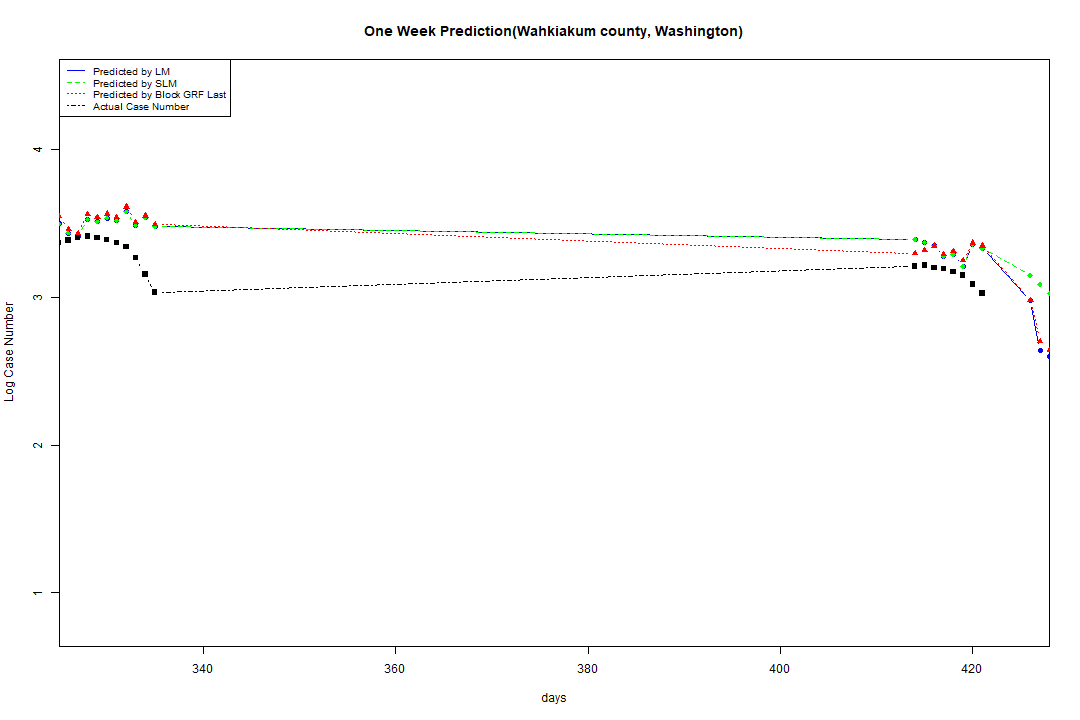 One Week Prediction(Wahkiakum county, Washington)
Predicted by LM
Predicted by SLM
Predicted by Block GRF Last
Actual Case Number
4
3
2
1
Log Case Number
340 360 380 400 420
days